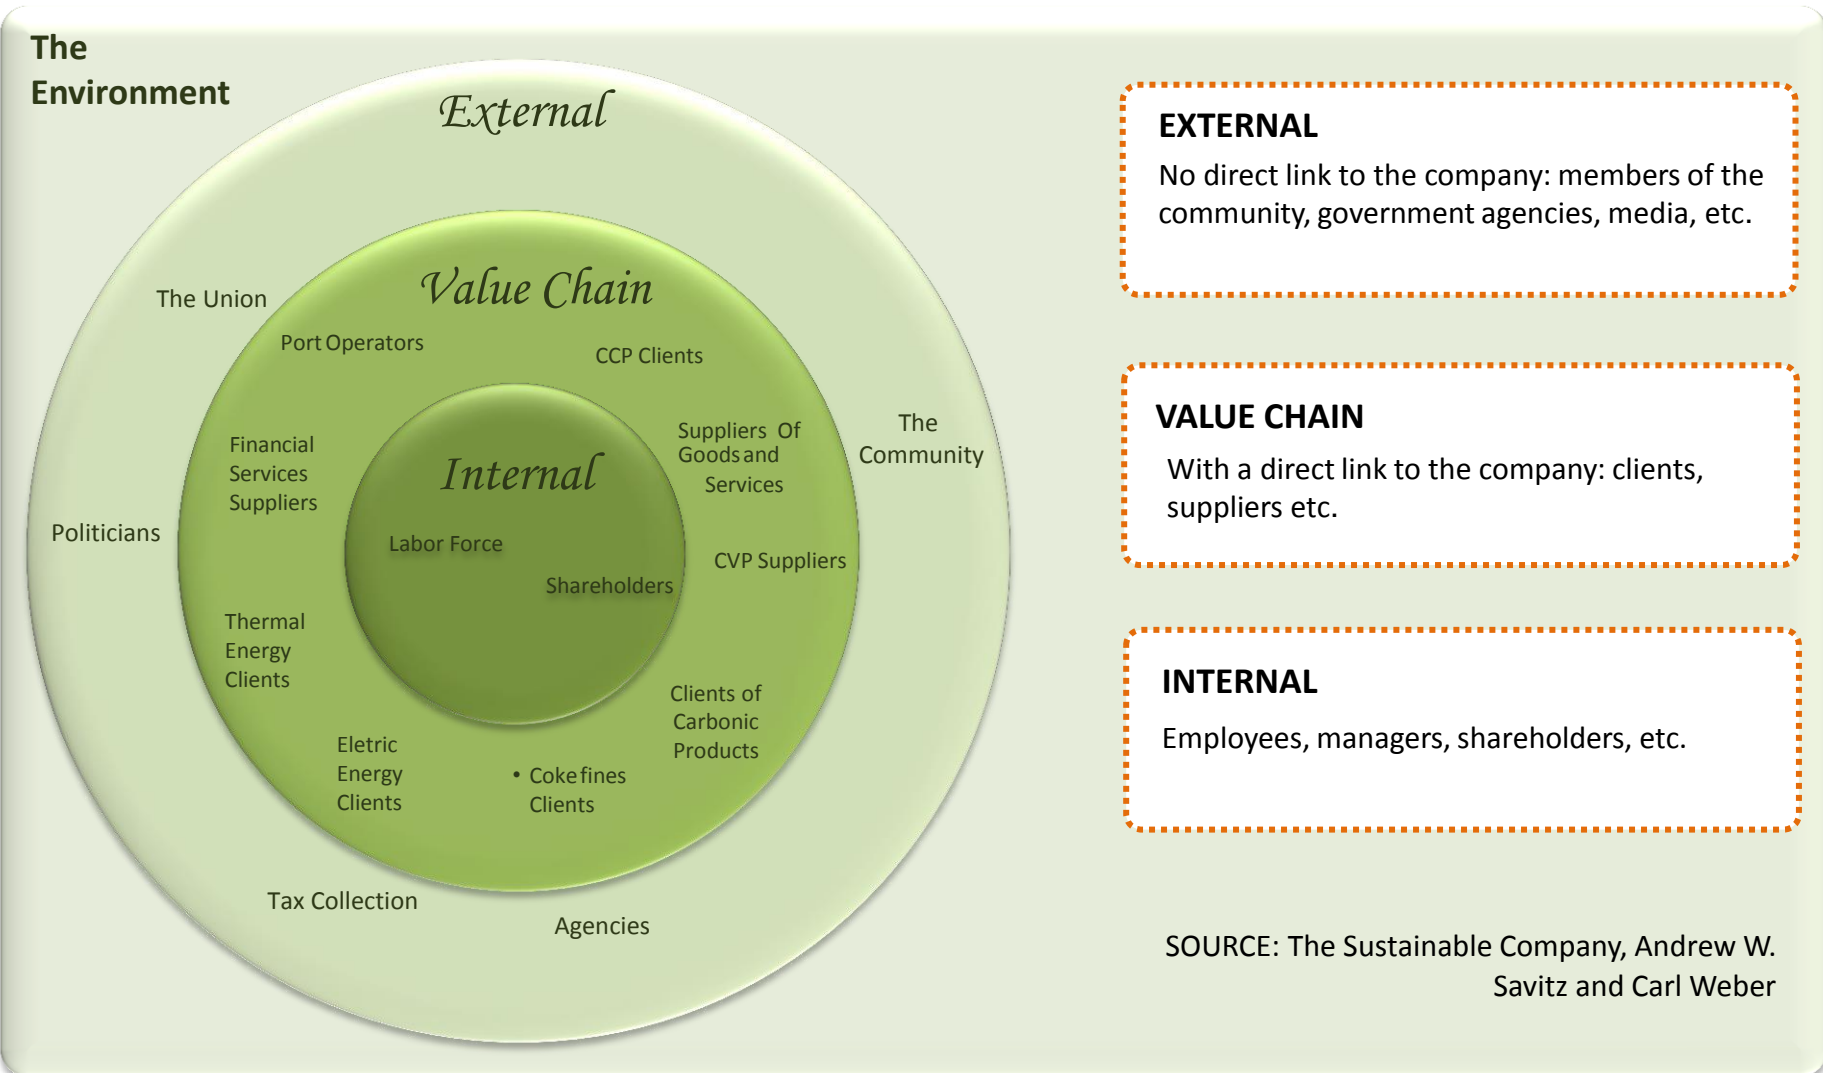 The
Environment
External
Value Chain
The Union
Port Operators
CCP Clients
Financial
Services
Suppliers
Suppliers Of
Goods and
Services
The
Community
Internal
Labor Force
Shareholders
Politicians
CVP Suppliers
Thermal
Energy
Clients
Clients of
Carbonic
Products
Eletric
Energy
Clients
• Coke fines
Clients
Tax Collection
Agencies
EXTERNAL
No direct link to the company: members of the
community, government agencies, media, etc.
VALUE CHAIN
With a direct link to the company: clients,
suppliers etc.
INTERNAL
Employees, managers, shareholders, etc.
SOURCE: The Sustainable Company, Andrew W.
Savitz and Carl Weber